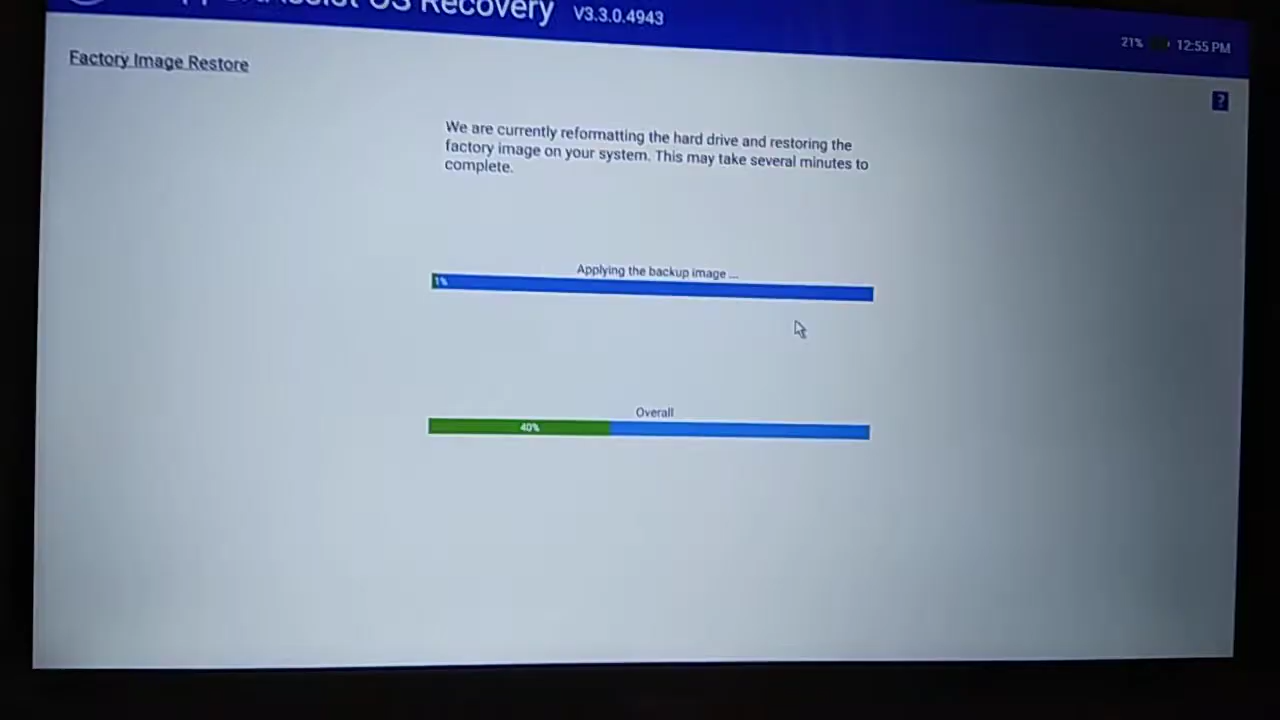 OS Recovery V3.3.0.4943
21% 12:55 PM
Factory Image Restore
?
We are currently reformatting the hard drive and restoring the
factory image on your system. This may take several minutes to
complete.
Applying the backup image ...
1%
Overall
40%